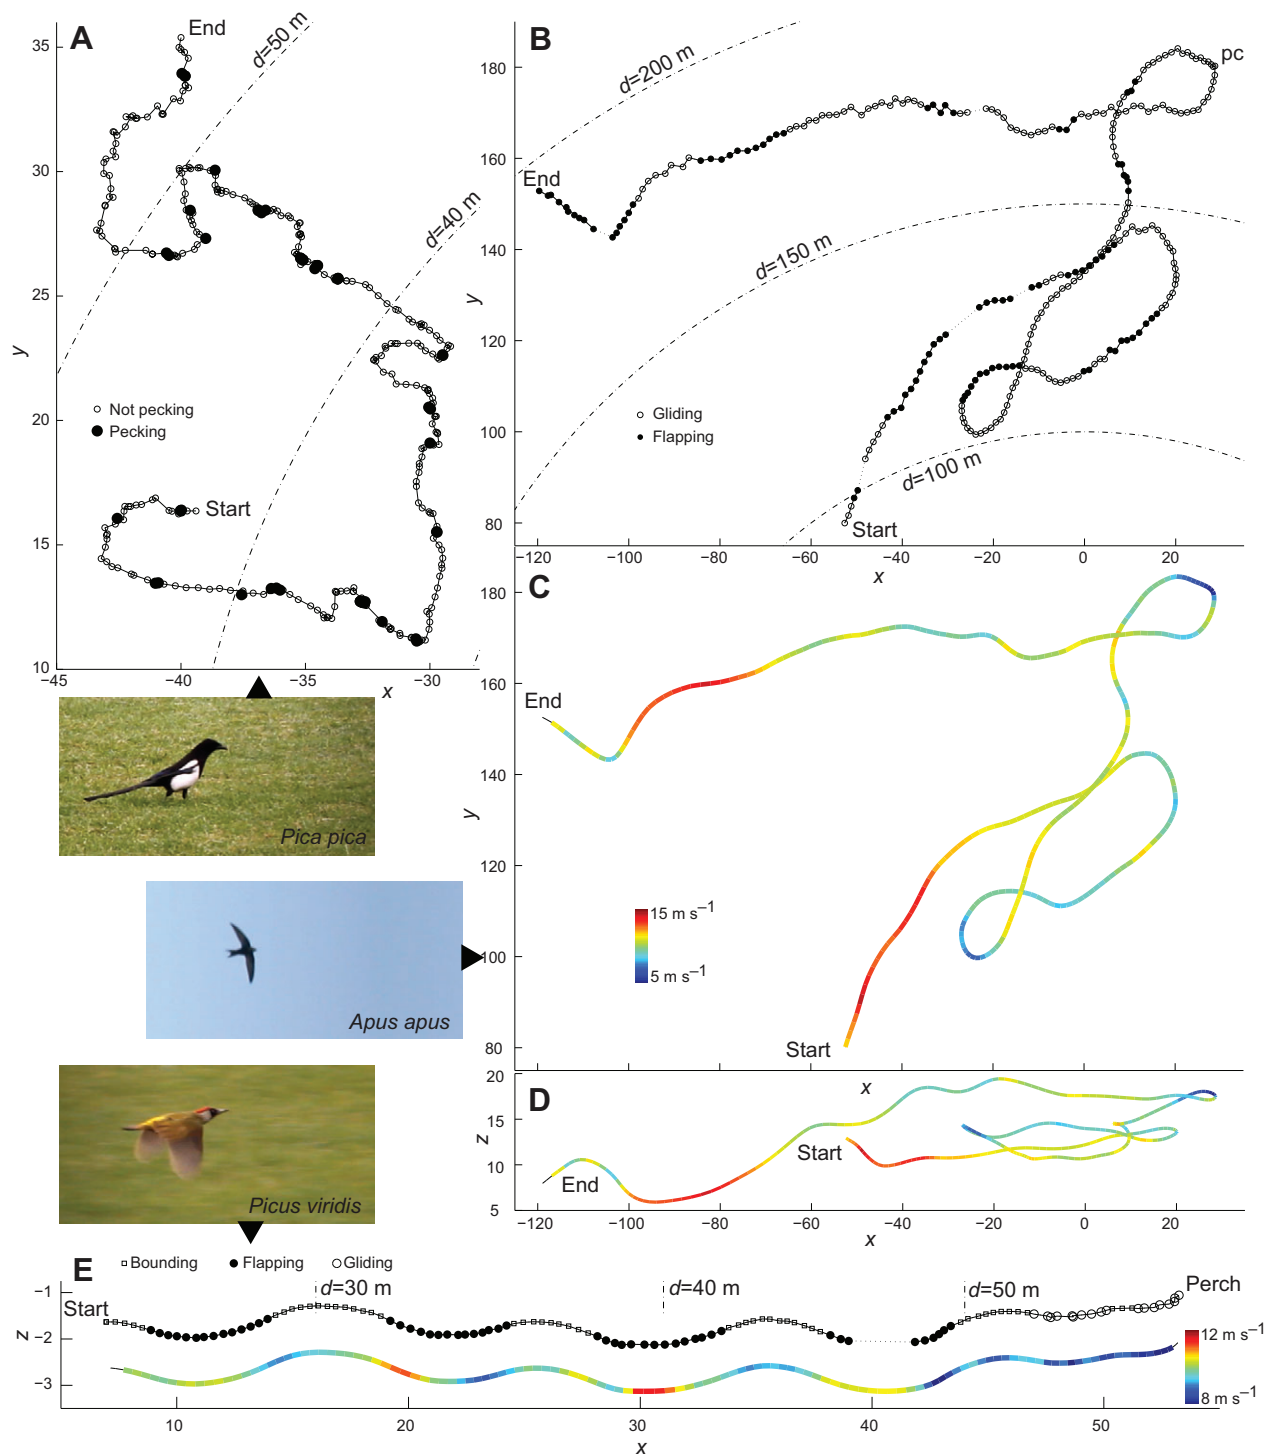 A
End
d=50 m
d=40 m
35
30
25
20
15
10
y
Not pecking
Pecking
Start
−45
−40
−35
−30
x
B
d=200 m
pc
End
d=150 m
d=100 m
180
160
140
120
100
80
y
Gliding
Flapping
Start
−120
−100
−80
−60
−40
−20
0
20
x
C
180
160
140
120
100
80
y
End
15 m s−1
5 m s−1
Start
x
Pica pica
Apus apus
Picus viridis
D
20
15
10
5
z
Start
End
−120
−100
−80
−60
−40
−20
0
20
x
E
Bounding
Flapping
Gliding
−1
−2
−3
z
Start
d=30 m
d=40 m
d=50 m
Perch
12 m s−1
8 m s−1
10
20
30
40
50
x